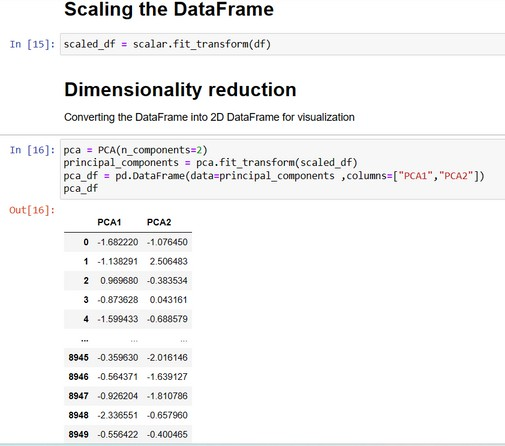 Scaling the DataFrame
In [15]: scaled_df = scalar.fit_transform(df)
Dimensionality reduction
Converting the DataFrame into 2D DataFrame for visualization
In [16]: pca = PCA(n_components=2)
principal_components = pca.fit_transform(scaled_df)
pca_df = pd.DataFrame(data=principal_components ,columns=["PCA1","PCA2"])
pca_df
Out[16]:
PCA1 PCA2
0 -1.682220 -1.076450
1 -1.138291 2.506483
2 0.969680 -0.383534
3 -0.873628 0.043161
4 -1.599433 -0.688579
... ... ...
8945 -0.359630 -2.016146
8946 -0.564371 -1.639127
8947 -0.926204 -1.810786
8948 -2.336551 -0.657960
8949 -0.556422 -0.400465